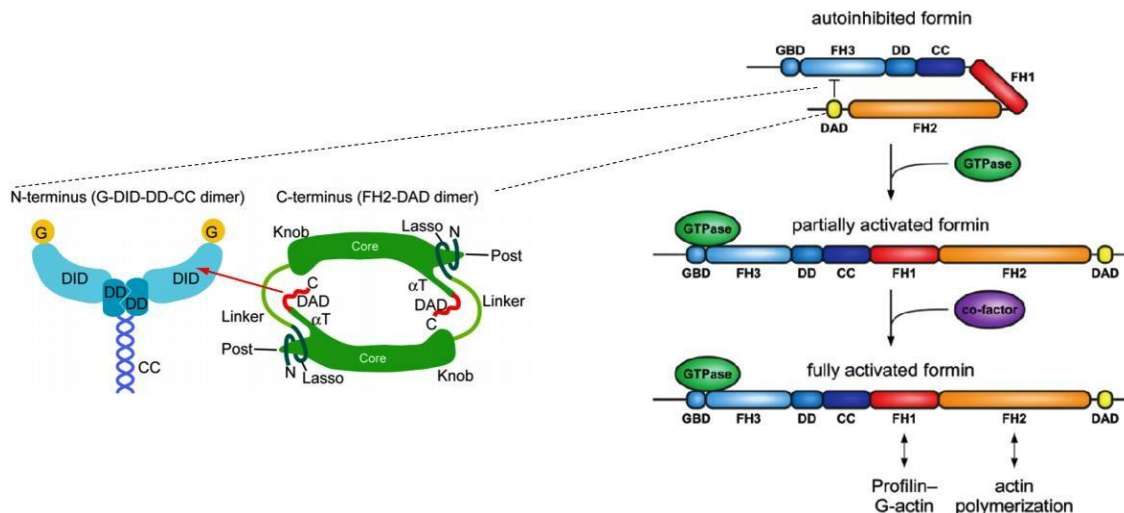 autoinhibited formin
GBD FH3 DD CC
FH1
DAD FH2
GTPase
partially activated formin
GTPase
GBD FH3 DD CC FH1 FH2 DAD
co-factor
fully activated formin
GTPase
GBD FH3 DD CC FH1 FH2 DAD
Profilin–
G-actin
actin
polymerization
N-terminus (G-DID-DD-CC dimer)
G G
DID DID
DD
DD
CC
C-terminus (FH2-DAD dimer)
Knob Core Lasso N
Post
C αT
DAD DAD
C
Linker
Linker αT
Post
N Lasso
Core
Knob